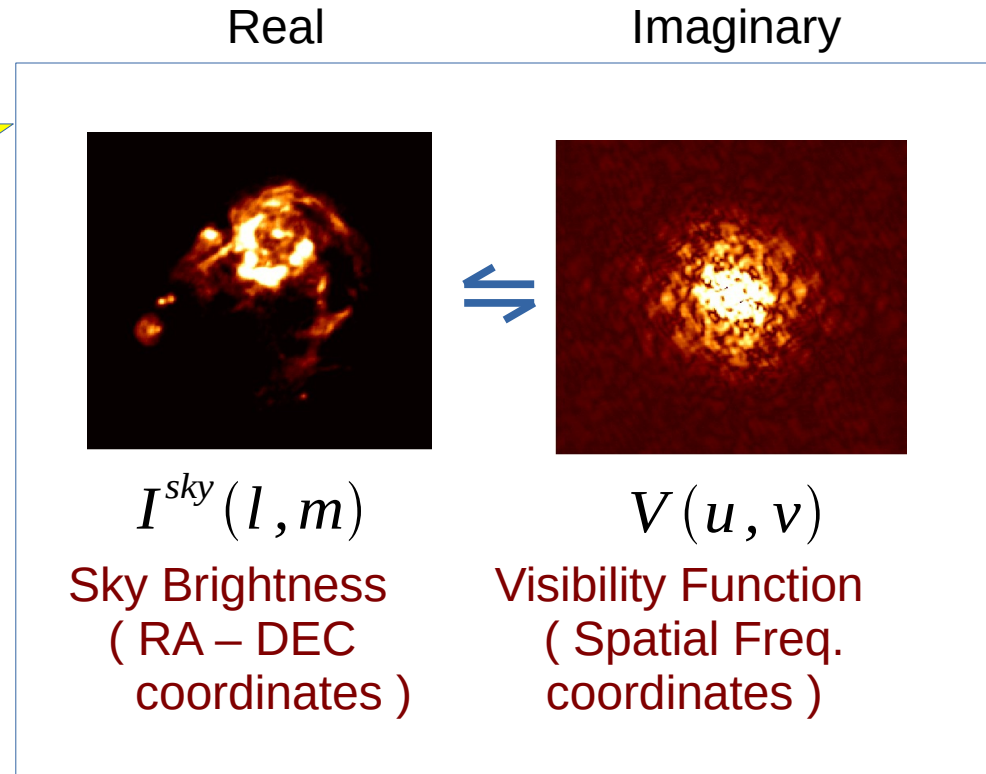 Real Imaginary
I^{sky}(l,m) V(u,v)
Sky Brightness Visibility Function
( RA – DEC ( Spatial Freq.
coordinates ) coordinates )